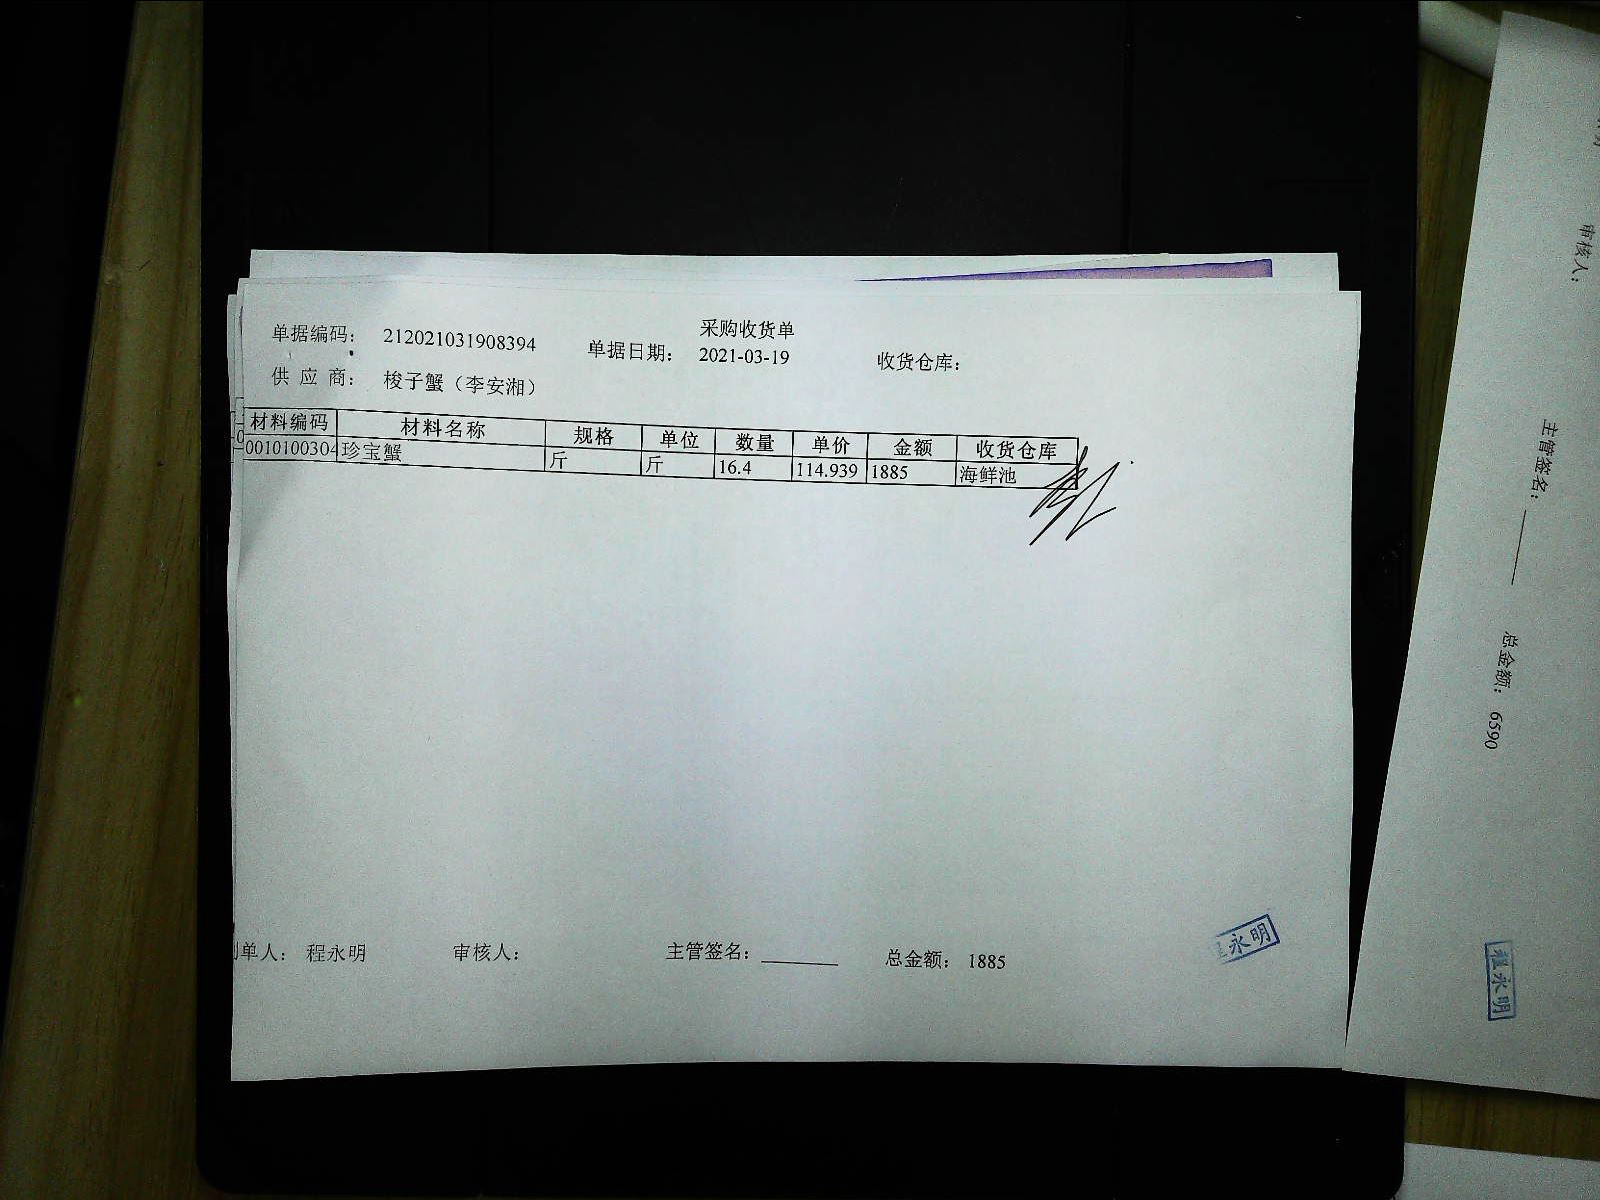 采购收货单
单据编码： 212021031908394 单据日期： 2021-03-19 收货仓库：
供 应 商： 梭子蟹（李安湘）
材料编码 材料名称 规格 单位 数量 单价 金额 收货仓库
0010100304 珍宝蟹 斤 斤 16.4 114.939 1885 海鲜池
单人： 程永明 审核人： 主管签名：________ 总金额： 1885
永明
审核人：
主管签名：________
总金额： 6590
程永明